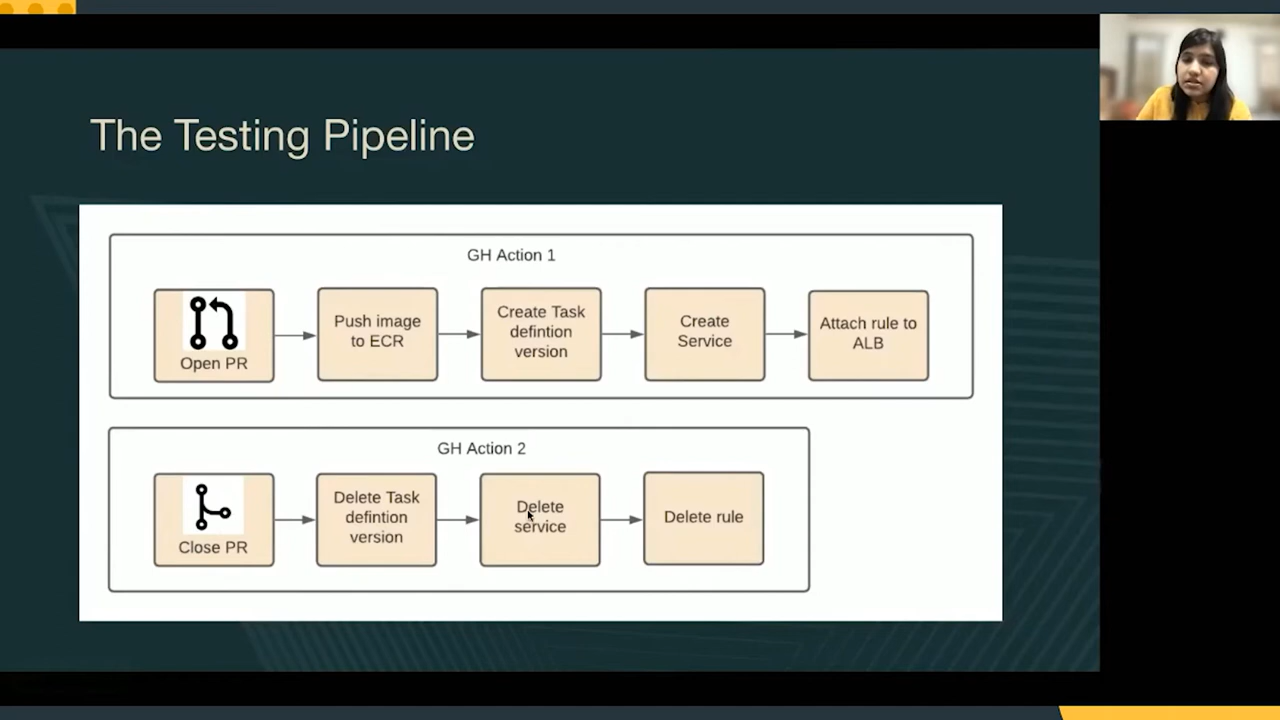 The Testing Pipeline
GH Action 1
Open PR
Push image
to ECR
Create Task
defintion
version
Create
Service
Attach rule to
ALB
GH Action 2
Close PR
Delete Task
defintion
version
Delete
service
Delete rule